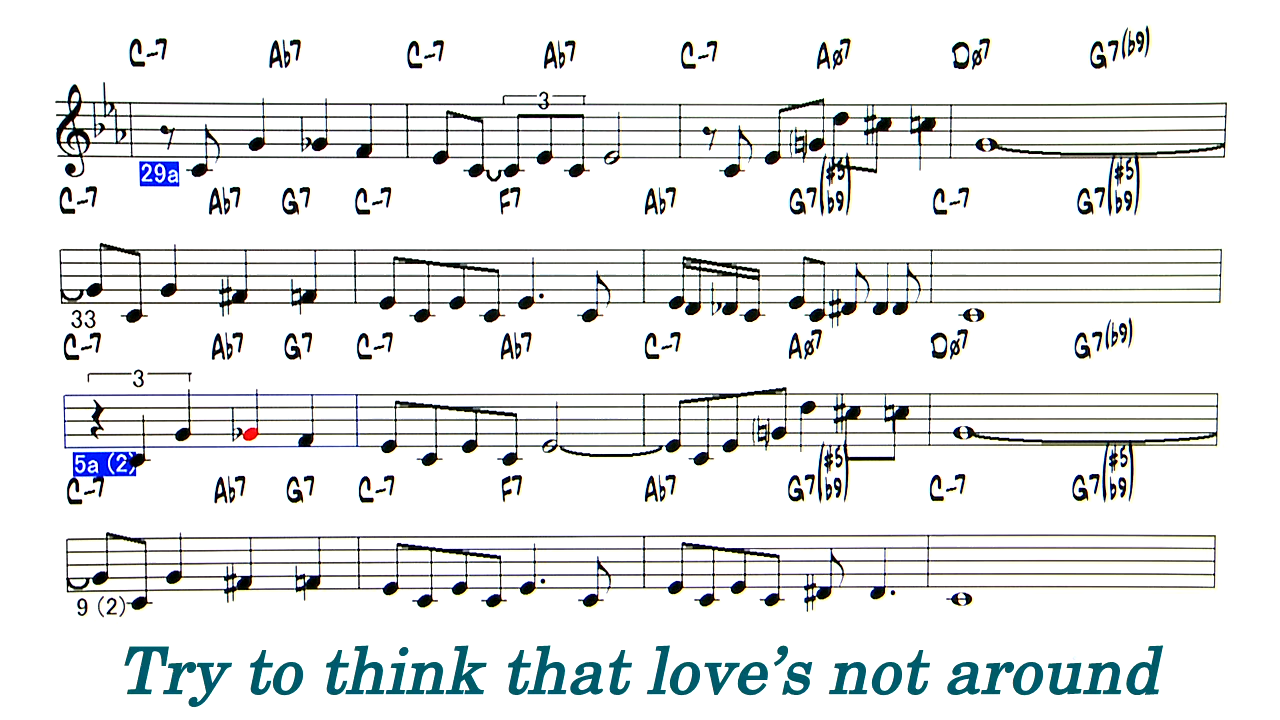 C-7 Ab7 C-7 Ab7 C-7 Aø7 Dø7 G7(b9)
3
29a
C-7 Ab7 G7 C-7 F7 Ab7 G7(#5 b9) C-7 G7(#5 b9)
33
C-7 Ab7 G7 C-7 Ab7 C-7 Aø7 Dø7 G7(b9)
3
5a (2)
C-7 Ab7 G7 C-7 F7 Ab7 G7(#5 b9) C-7 G7(#5 b9)
9 (2)
Try to think that love’s not around